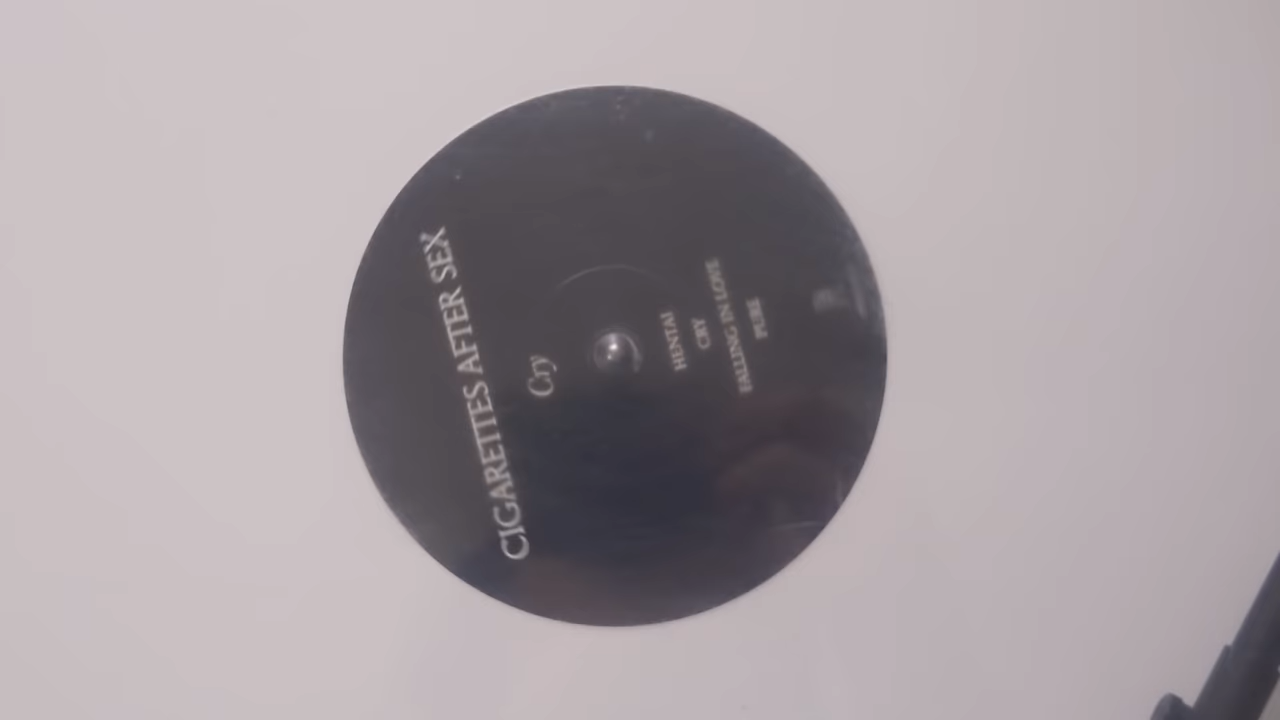 CIGARETTES AFTER SEX
Cry
HENTAI
CRY
FALLING IN LOVE
PURE